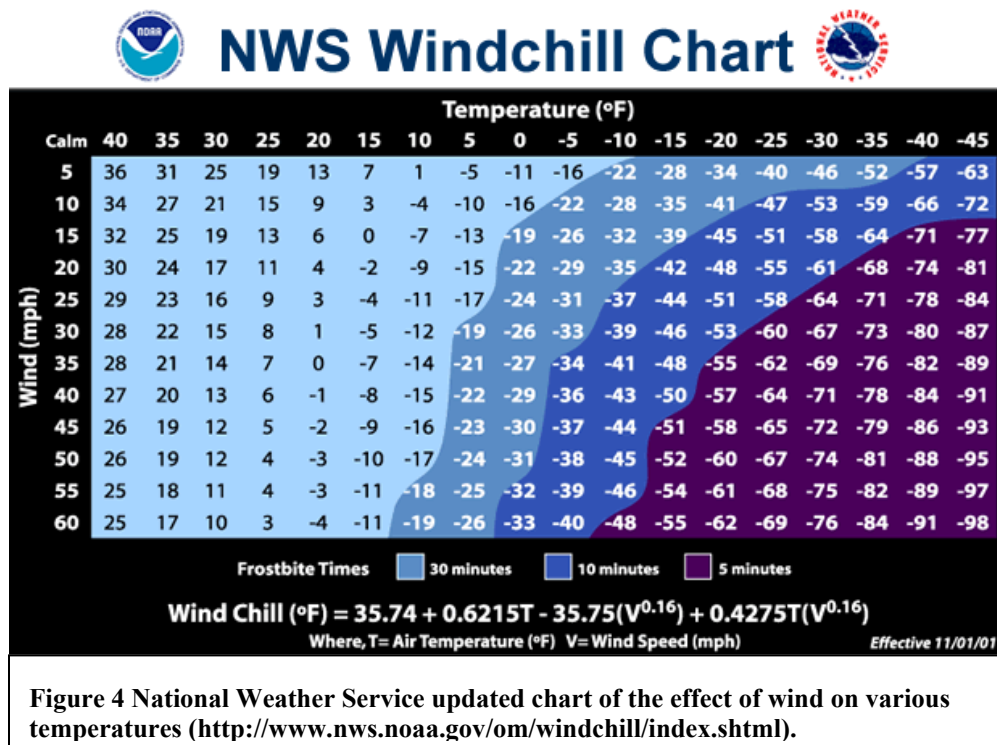 NOAA
NWS Windchill Chart
NATIONAL WEATHER SERVICE
Temperature (ºF)
Calm 40 35 30 25 20 15 10 5 0 -5 -10 -15 -20 -25 -30 -35 -40 -45
Wind (mph)
5 36 31 25 19 13 7 1 -5 -11 -16 -22 -28 -34 -40 -46 -52 -57 -63
10 34 27 21 15 9 3 -4 -10 -16 -22 -28 -35 -41 -47 -53 -59 -66 -72
15 32 25 19 13 6 0 -7 -13 -19 -26 -32 -39 -45 -51 -58 -64 -71 -77
20 30 24 17 11 4 -2 -9 -15 -22 -29 -35 -42 -48 -55 -61 -68 -74 -81
25 29 23 16 9 3 -4 -11 -17 -24 -31 -37 -44 -51 -58 -64 -71 -78 -84
30 28 22 15 8 1 -5 -12 -19 -26 -33 -39 -46 -53 -60 -67 -73 -80 -87
35 28 21 14 7 0 -7 -14 -21 -27 -34 -41 -48 -55 -62 -69 -76 -82 -89
40 27 20 13 6 -1 -8 -15 -22 -29 -36 -43 -50 -57 -64 -71 -78 -84 -91
45 26 19 12 5 -2 -9 -16 -23 -30 -37 -44 -51 -58 -65 -72 -79 -86 -93
50 26 19 12 4 -3 -10 -17 -24 -31 -38 -45 -52 -60 -67 -74 -81 -88 -95
55 25 18 11 4 -3 -11 -18 -25 -32 -39 -46 -54 -61 -68 -75 -82 -89 -97
60 25 17 10 3 -4 -11 -19 -26 -33 -40 -48 -55 -62 -69 -76 -84 -91 -98
Frostbite Times 30 minutes 10 minutes 5 minutes
Wind Chill (ºF) = 35.74 + 0.6215T - 35.75(V^0.16) + 0.4275T(V^0.16)
Where, T= Air Temperature (ºF) V= Wind Speed (mph) Effective 11/01/01
Figure 4 National Weather Service updated chart of the effect of wind on various
temperatures (http://www.nws.noaa.gov/om/windchill/index.shtml).